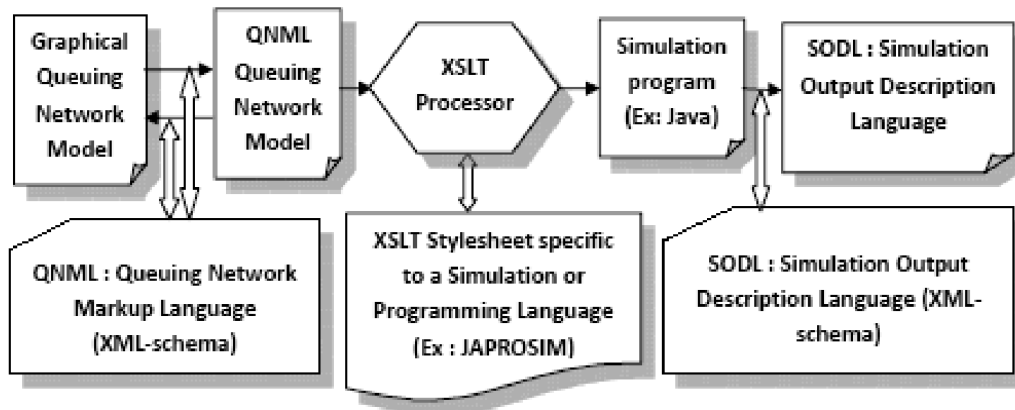 Graphical
Queuing
Network
Model
QNML
Queuing
Network
Model
XSLT
Processor
Simulation
program
(Ex: Java)
SODL : Simulation
Output Description
Language
QNML : Queuing Network
Markup Language
(XML-schema)
XSLT Stylesheet specific
to a Simulation or
Programming Language
(Ex : JAPROSIM)
SODL : Simulation Output
Description Language (XML-
schema)